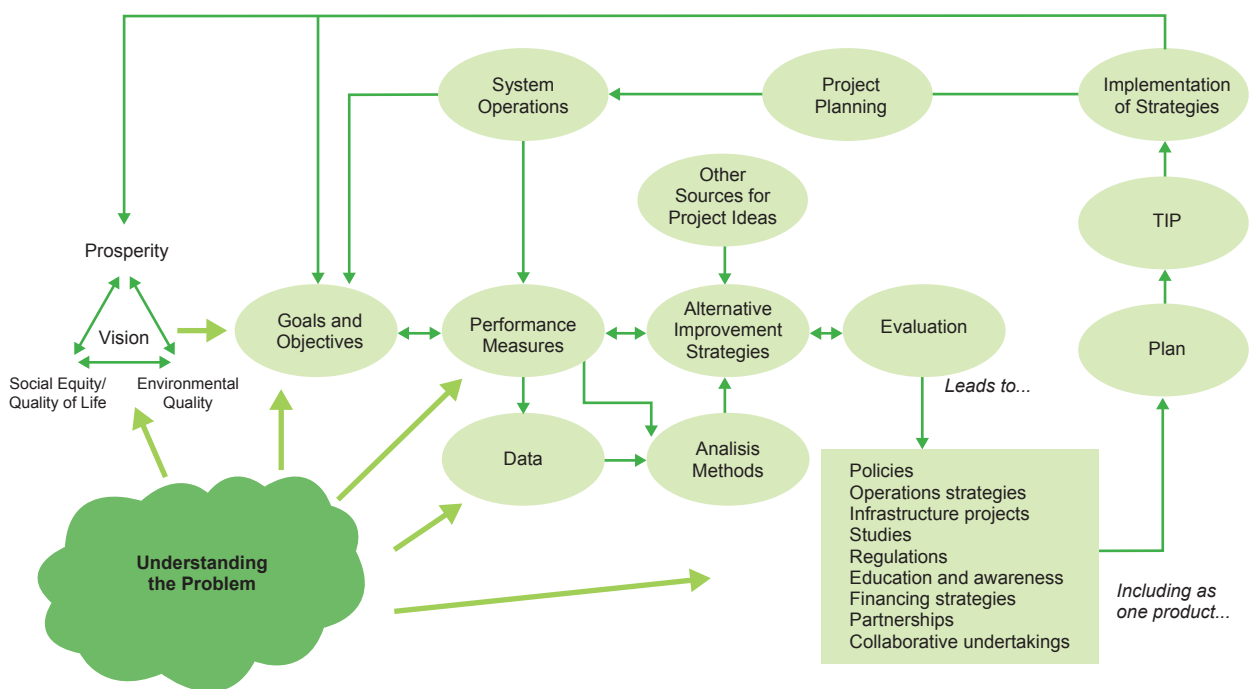 System
Operations
Project
Planning
Implementation
of Strategies
Other
Sources for
Project Ideas
TIP
Prosperity
Vision
Social Equity/
Quality of Life
Environmental
Quality
Goals and
Objectives
Performance
Measures
Alternative
Improvement
Strategies
Evaluation
Plan
Leads to...
Data
Analisis
Methods
Policies
Operations strategies
Infrastructure projects
Studies
Regulations
Education and awareness
Financing strategies
Partnerships
Collaborative undertakings
Including as
one product...
Understanding
the Problem